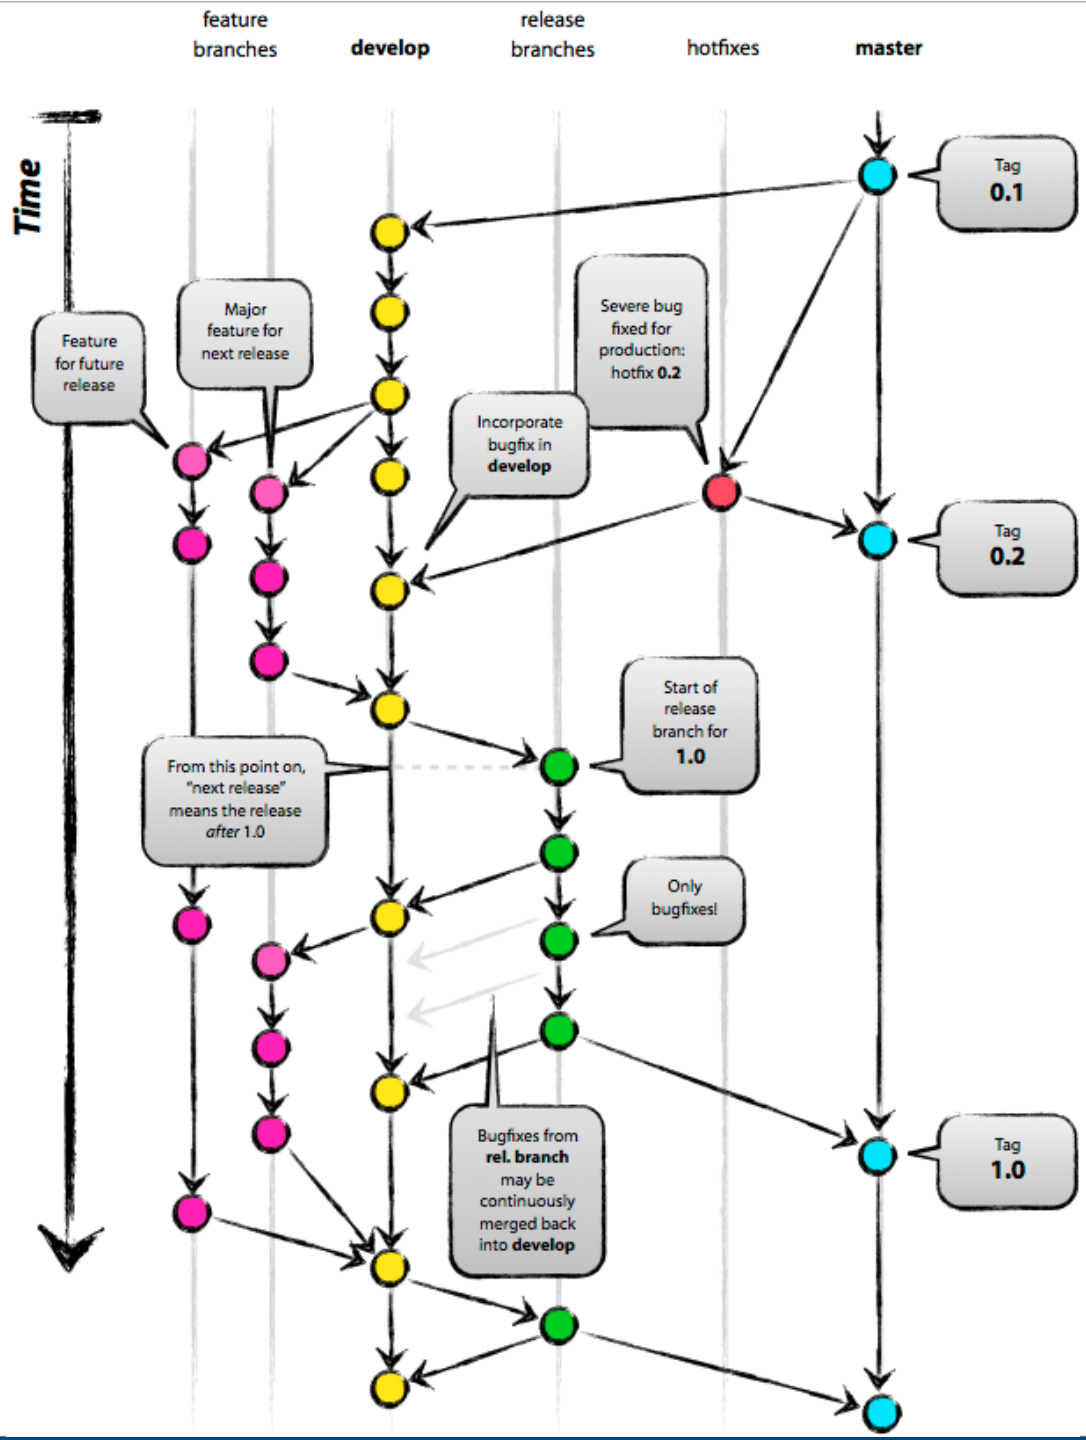 feature
branches
develop
release
branches
hotfixes
master
Time
Tag
0.1
Major
feature for
next release
Feature
for future
release
Severe bug
fixed for
production:
hotfix 0.2
Incorporate
bugfix in
develop
Tag
0.2
Start of
release
branch for
1.0
From this point on,
“next release”
means the release
after 1.0
Only
bugfixes!
Bugfixes from
rel. branch
may be
continuously
merged back
into develop
Tag
1.0